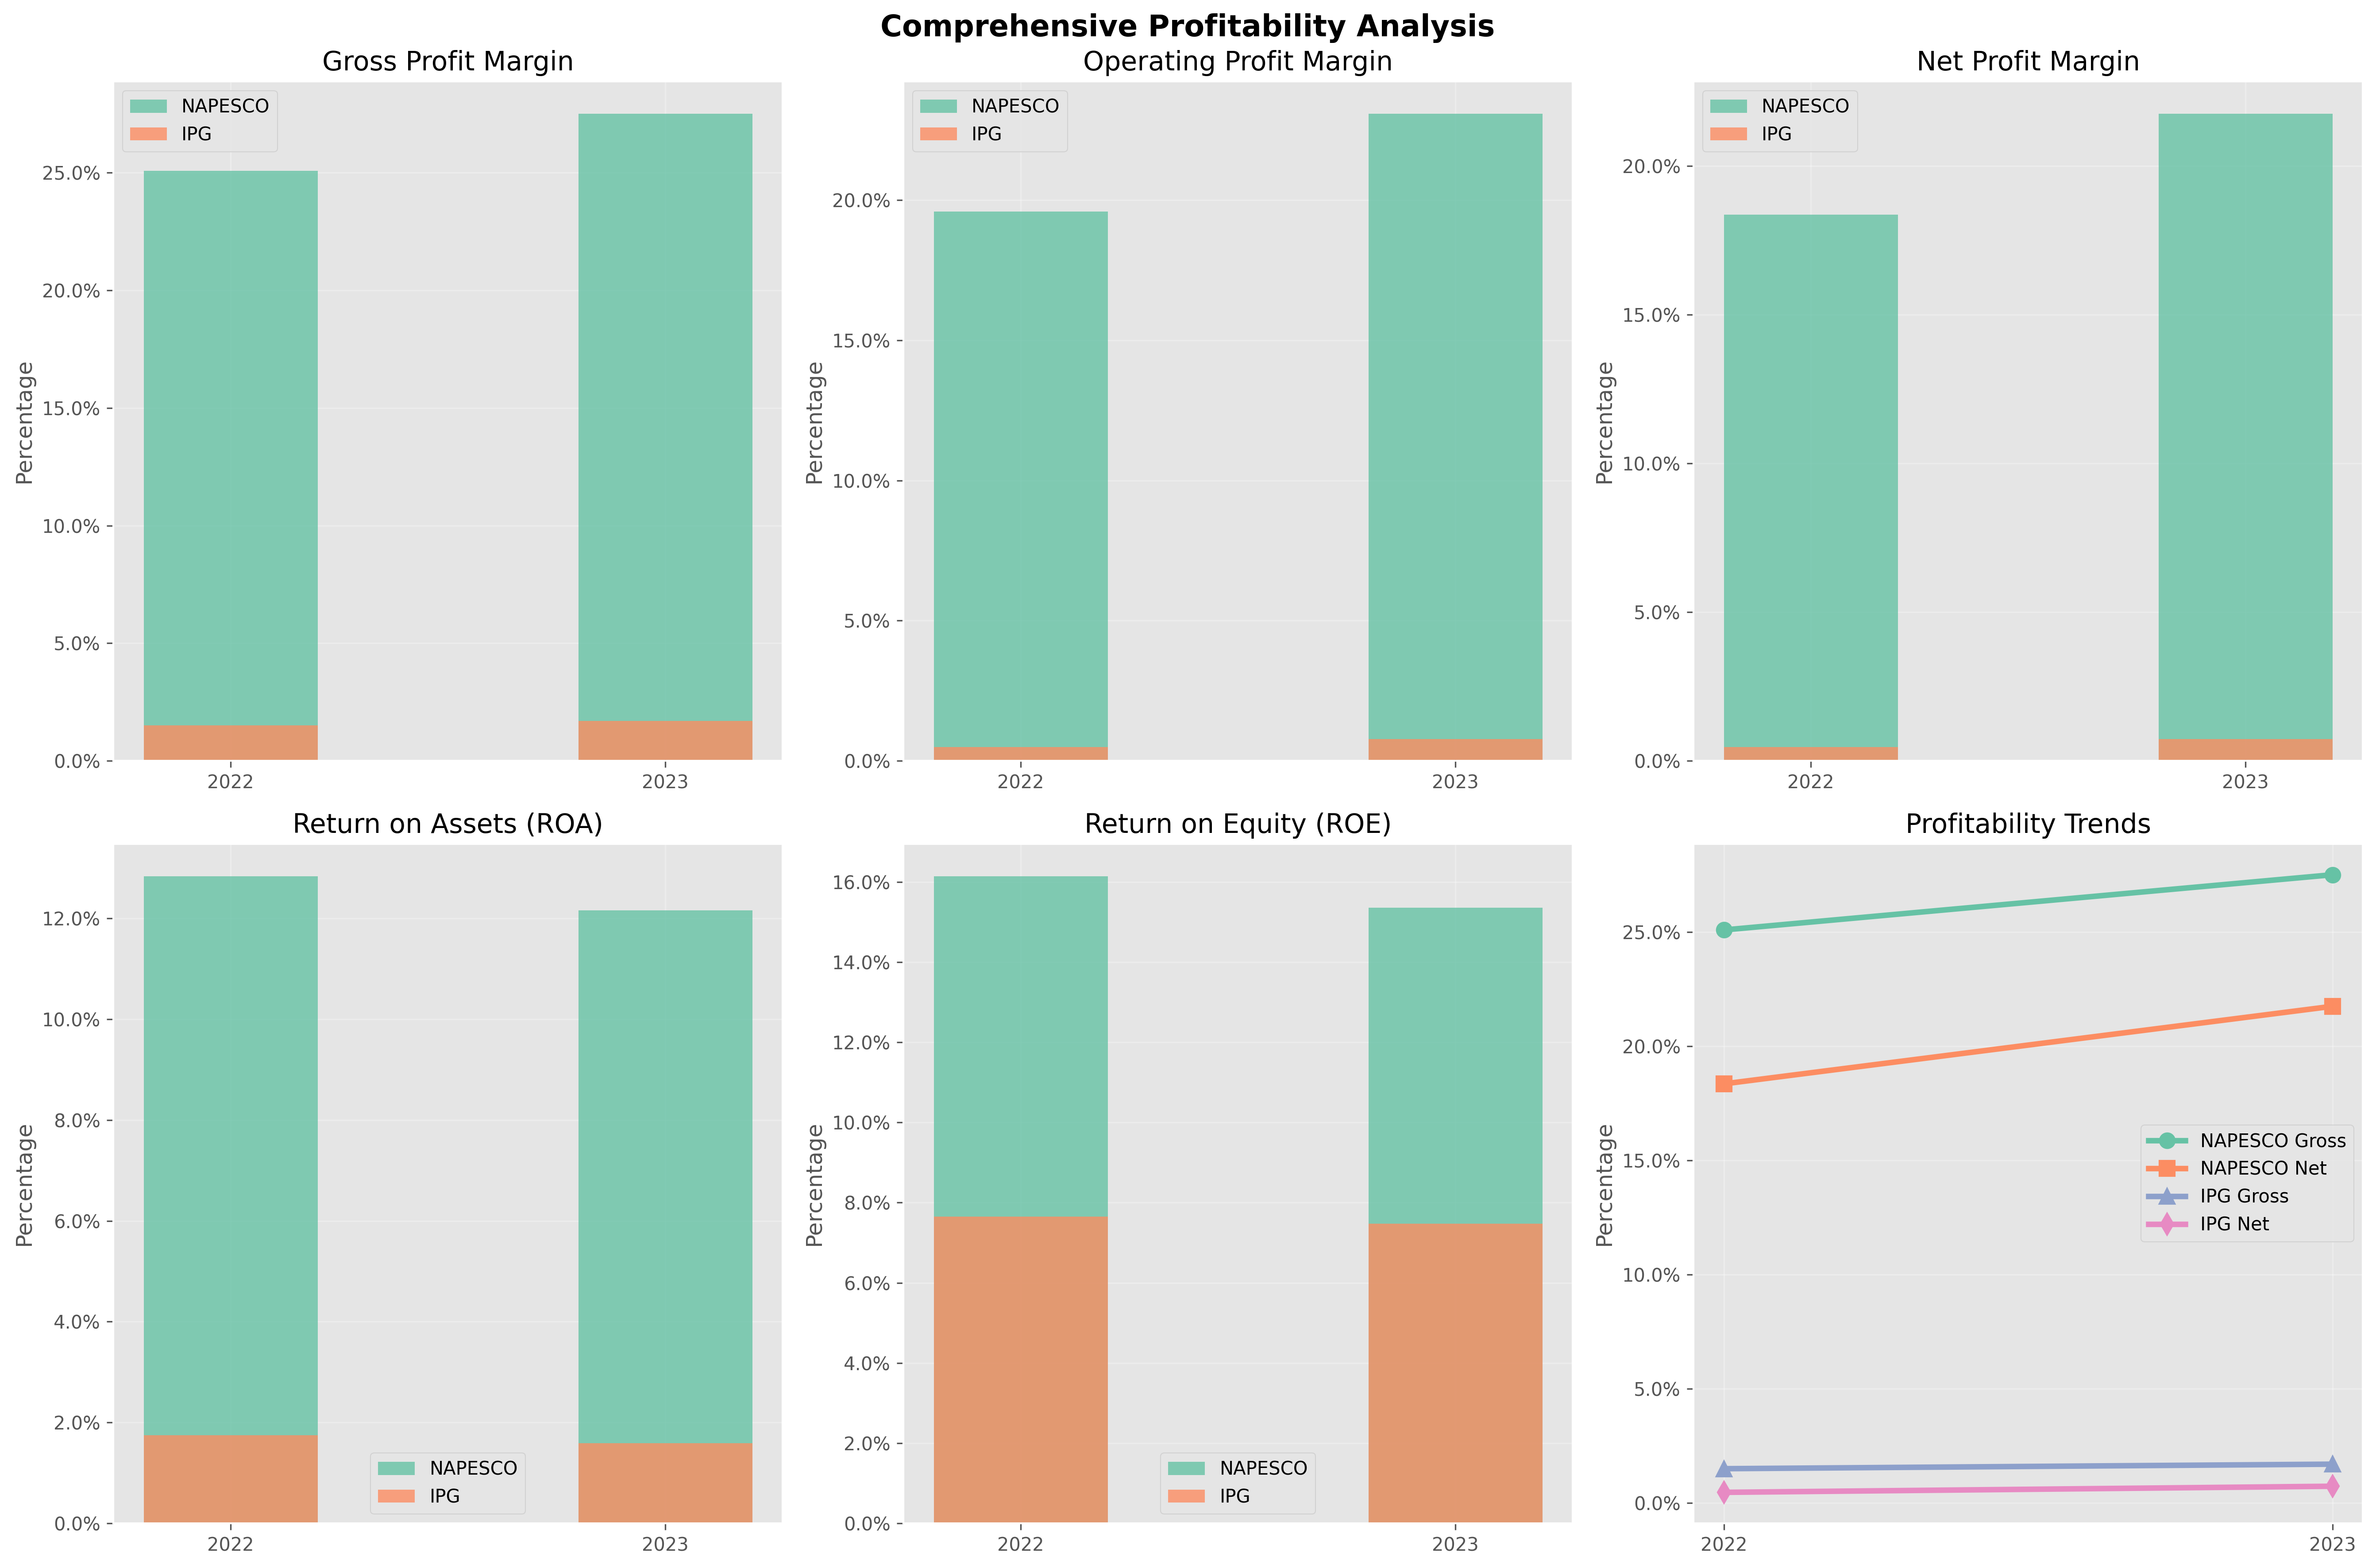 Comprehensive Profitability Analysis
Gross Profit Margin
NAPESCO
IPG
Percentage
25.0%
20.0%
15.0%
10.0%
5.0%
0.0%
2022
2023
Operating Profit Margin
NAPESCO
IPG
Percentage
20.0%
15.0%
10.0%
5.0%
0.0%
2022
2023
Net Profit Margin
NAPESCO
IPG
Percentage
20.0%
15.0%
10.0%
5.0%
0.0%
2022
2023
Return on Assets (ROA)
Percentage
12.0%
10.0%
8.0%
6.0%
4.0%
2.0%
0.0%
NAPESCO
IPG
2022
2023
Return on Equity (ROE)
Percentage
16.0%
14.0%
12.0%
10.0%
8.0%
6.0%
4.0%
2.0%
0.0%
NAPESCO
IPG
2022
2023
Profitability Trends
Percentage
25.0%
20.0%
15.0%
10.0%
5.0%
0.0%
NAPESCO Gross
NAPESCO Net
IPG Gross
IPG Net
2022
2023